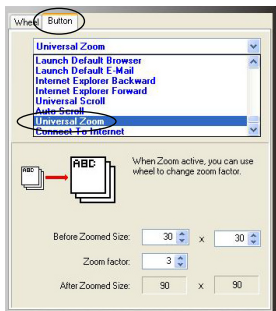 Wheel Button
Universal Zoom
Launch Default Browser
Launch Default E-Mail
Internet Explorer Backward
Internet Explorer Forward
Universal Scroll
Auto Scroll
Universal Zoom
Connect To Internet
ABC ABC When Zoom active, you can use
wheel to change zoom factor.
Before Zoomed Size: 30 x 30
Zoom factor: 3
After Zoomed Size: 90 x 90